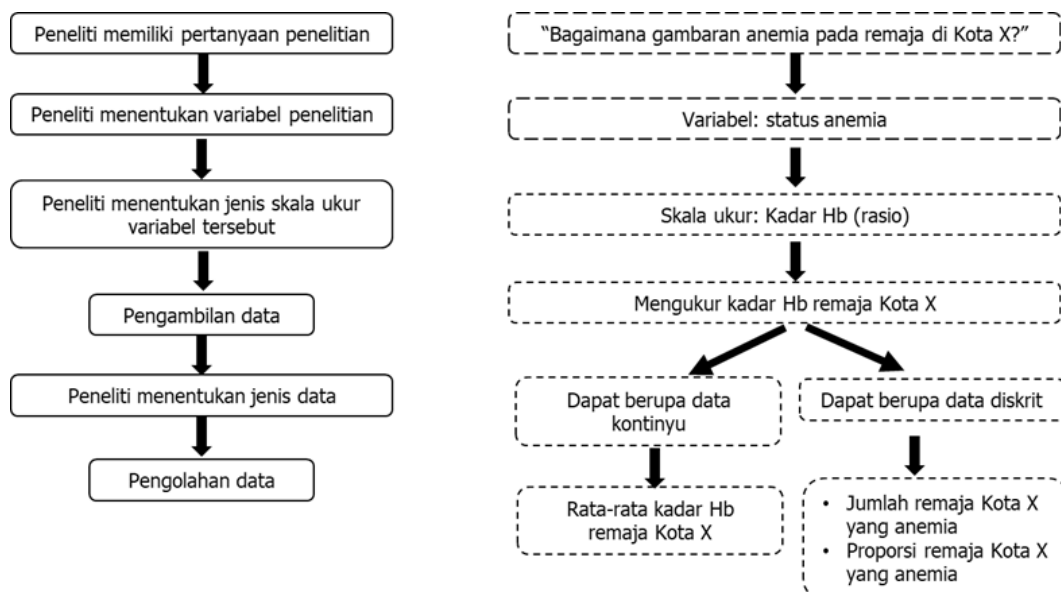 Peneliti memiliki pertanyaan penelitian
Peneliti menentukan variabel penelitian
Peneliti menentukan jenis skala ukur
variabel tersebut
Pengambilan data
Peneliti menentukan jenis data
Pengolahan data
“Bagaimana gambaran anemia pada remaja di Kota X?”
Variabel: status anemia
Skala ukur: Kadar Hb (rasio)
Mengukur kadar Hb remaja Kota X
Dapat berupa data
kontinyu
Rata-rata kadar Hb
remaja Kota X
Dapat berupa data diskrit
• Jumlah remaja Kota X
yang anemia
• Proporsi remaja Kota X
yang anemia